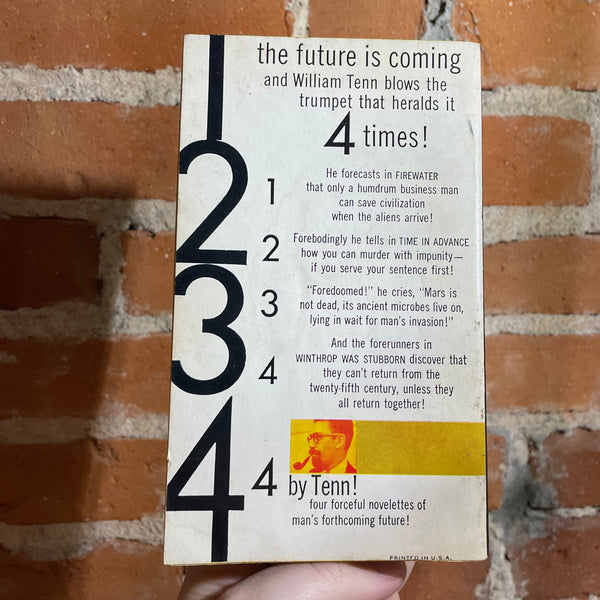 the future is coming
and William Tenn blows the
trumpet that heralds it
4 times!
1
2
3
4
1
He forecasts in FIREWATER
that only a humdrum business man
can save civilization
when the aliens arrive!
2
Forebodingly he tells in TIME IN ADVANCE
how you can murder with impunity—
if you serve your sentence first!
3
"Foredoomed!" he cries, "Mars is
not dead, its ancient microbes live on,
lying in wait for man's invasion!"
4
And the forerunners in
WINTHROP WAS STUBBORN discover that
they can't return from the
twenty-fifth century, unless they
all return together!
4 by Tenn!
four forceful novelettes of
man's forthcoming future!
PRINTED IN U.S.A.